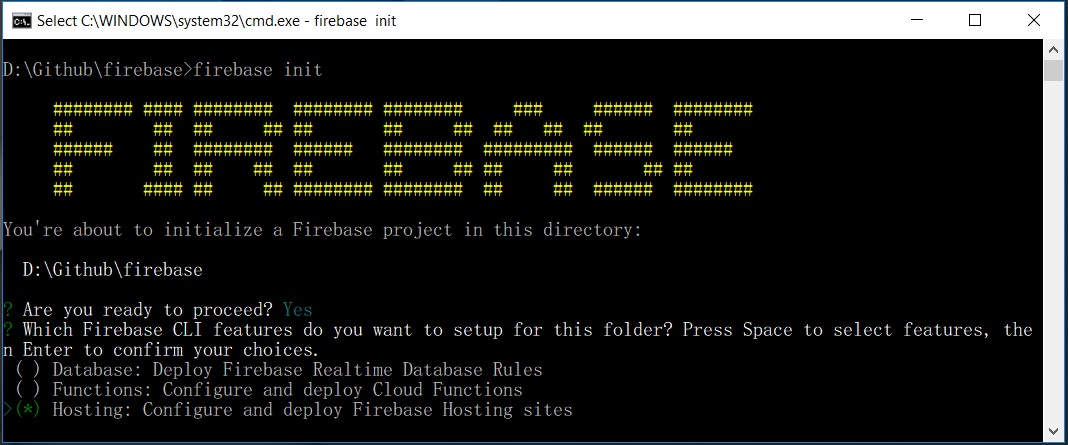 Select C:\WINDOWS\system32\cmd.exe - firebase  init
D:\Github\firebase>firebase init
FIREBASE
You're about to initialize a Firebase project in this directory:
D:\Github\firebase
? Are you ready to proceed? Yes
? Which Firebase CLI features do you want to setup for this folder? Press Space to select features, the
n Enter to confirm your choices.
( ) Database: Deploy Firebase Realtime Database Rules
( ) Functions: Configure and deploy Cloud Functions
>(*) Hosting: Configure and deploy Firebase Hosting sites